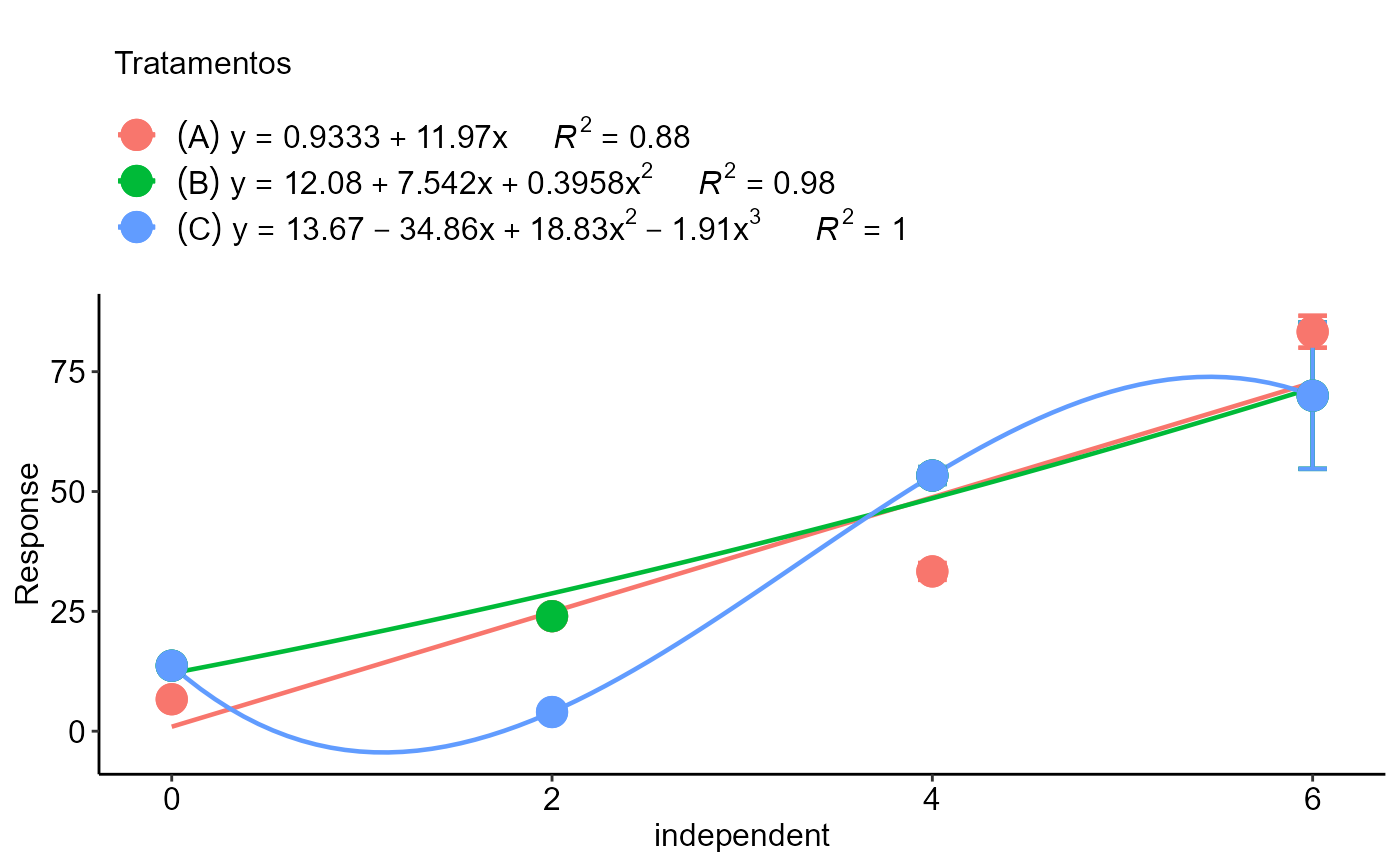 Tratamentos
(A) y = 0.9333 + 11.97x R² = 0.88
(B) y = 12.08 + 7.542x + 0.3958x² R² = 0.98
(C) y = 13.67 − 34.86x + 18.83x² − 1.91x³ R² = 1
75
50
25
0
Response
0 2 4 6
independent